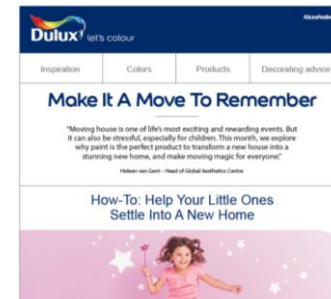 AkzoNobel
Dulux let's colour
Inspiration Colors Products Decorating advice
Make It A Move To Remember
"Moving house is one of life's most exciting and rewarding events. But
it can also be stressful, especially for children. This month, we explore
why paint is the perfect product to transform a new house into a
stunning new home, and make moving magic for everyone."
Heleen van Gent – Head of Global Aesthetics Centre
How-To: Help Your Little Ones
Settle Into A New Home